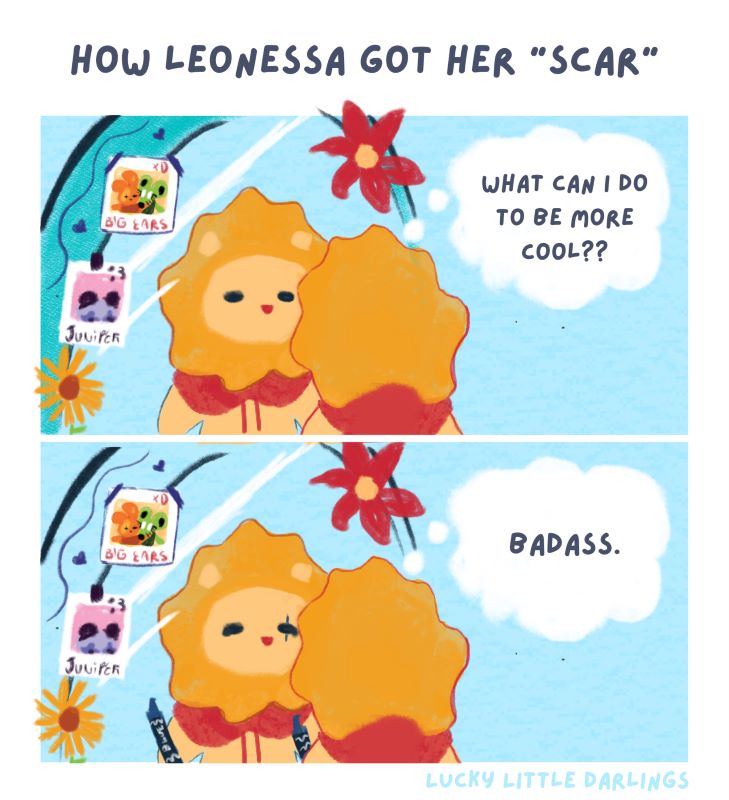 HOW LEONESSA GOT HER "SCAR"
XD
BIG EARS
:3
JUNIPER
WHAT CAN I DO
TO BE MORE
COOL??
XD
BIG EARS
:3
JUNIPER
BADASS.
LUCKY LITTLE DARLINGS